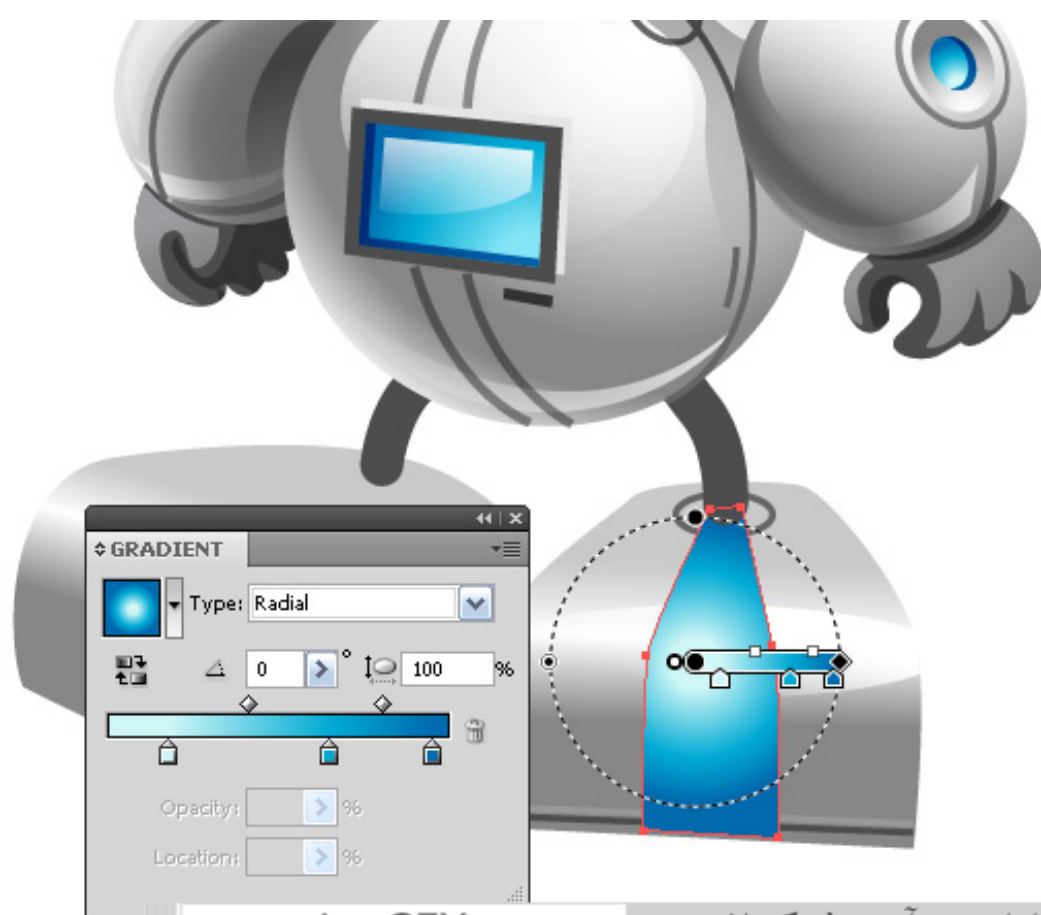 GRADIENT
Type: Radial
0 ° 100 %
Opacity: %
Location: %